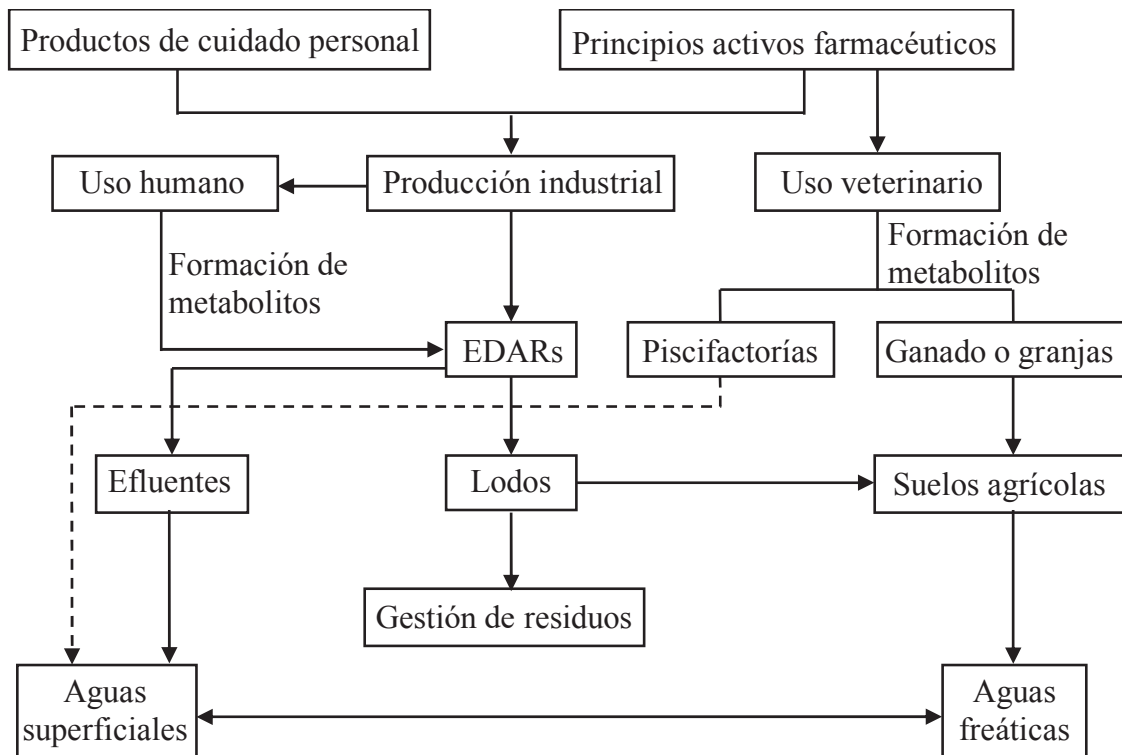 Productos de cuidado personal
Principios activos farmacéuticos
Uso humano
Producción industrial
Uso veterinario
Formación de
metabolitos
Formación de
metabolitos
EDARs
Piscifactorías
Ganado o granjas
Efluentes
Lodos
Suelos agrícolas
Gestión de residuos
Aguas
superficiales
Aguas
freáticas